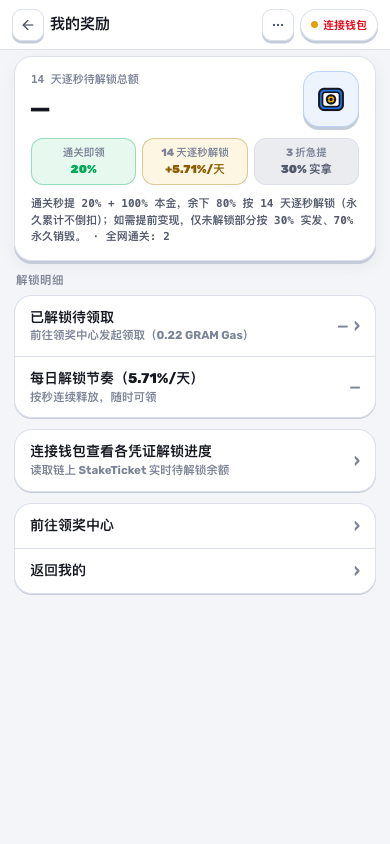 我的奖励
连接钱包
14 天逐秒待解锁总额
—
通关即领
20%
14 天逐秒解锁
+5.71%/天
3 折急提
30% 实拿
通关秒提 20% + 100% 本金，余下 80% 按 14 天逐秒解锁（永
久累计不倒扣）；如需提前变现，仅未解锁部分按 30% 实发、70%
永久销毁。 · 全网通关: 2
解锁明细
已解锁待领取
前往领奖中心发起领取（0.22 GRAM Gas）
—
每日解锁节奏（5.71%/天）
按秒连续释放，随时可领
—
连接钱包查看各凭证解锁进度
读取链上 StakeTicket 实时待解锁余额
前往领奖中心
返回我的